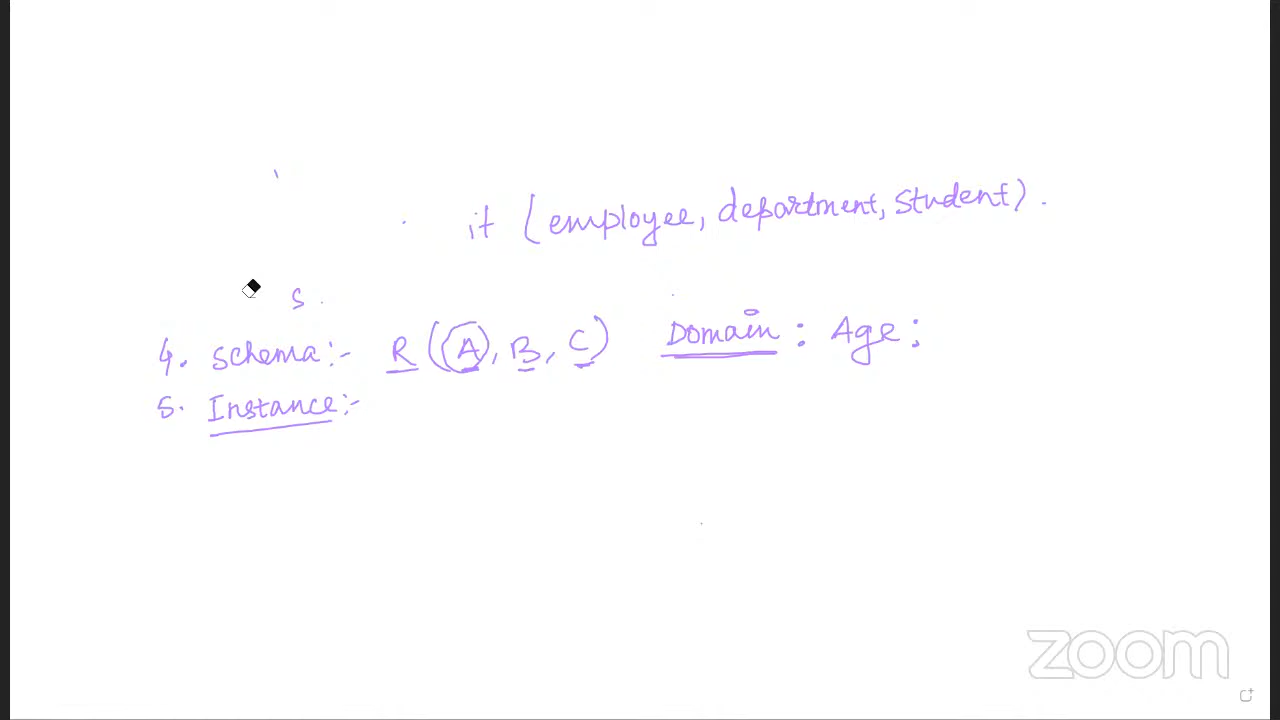 it (employee, department, student).
s.
4. Schema:- R (A, B, C) Domain : Age ;
5. Instance:-
zoom